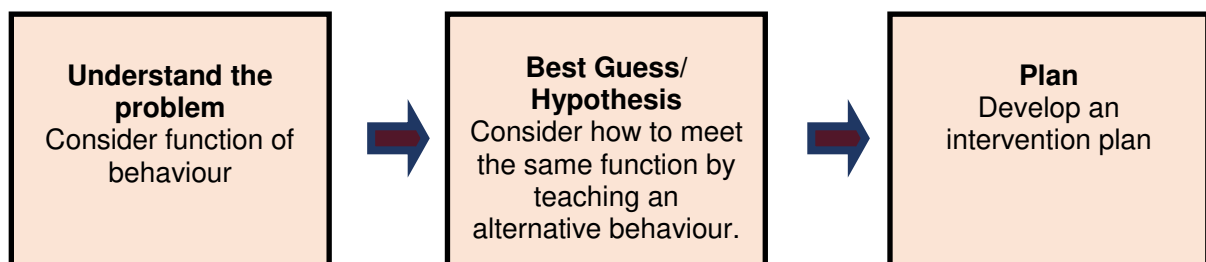 Understand the
problem
Consider function of
behaviour
Best Guess/
Hypothesis
Consider how to meet
the same function by
teaching an
alternative behaviour.
Plan
Develop an
intervention plan